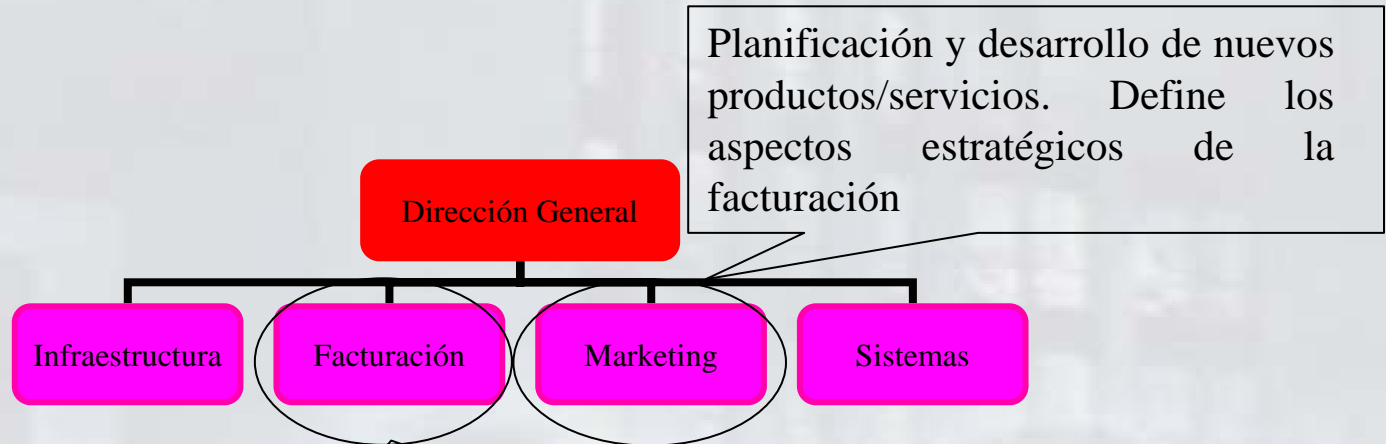 Planificación y desarrollo de nuevos
productos/servicios. Define los
aspectos estratégicos de la
facturación
Dirección General
Infraestructura
Facturación
Marketing
Sistemas